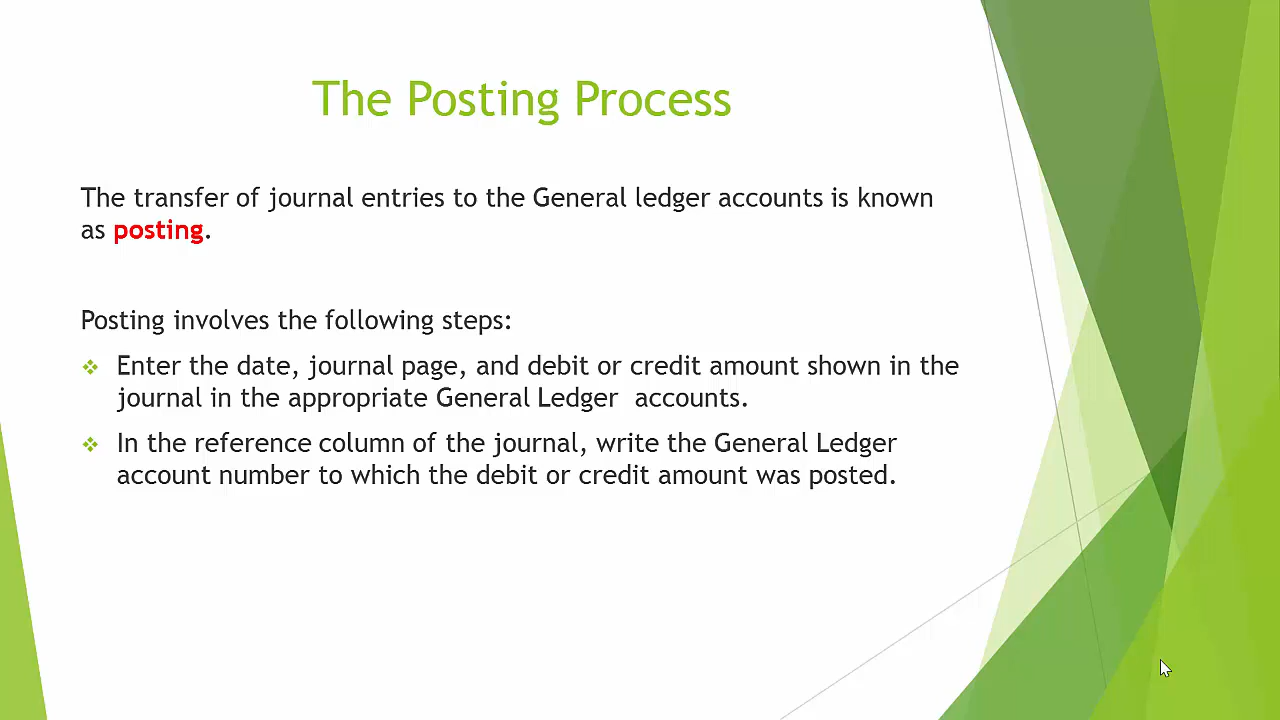 The Posting Process
The transfer of journal entries to the General ledger accounts is known
as posting.
Posting involves the following steps:
Enter the date, journal page, and debit or credit amount shown in the
journal in the appropriate General Ledger  accounts.
In the reference column of the journal, write the General Ledger
account number to which the debit or credit amount was posted.